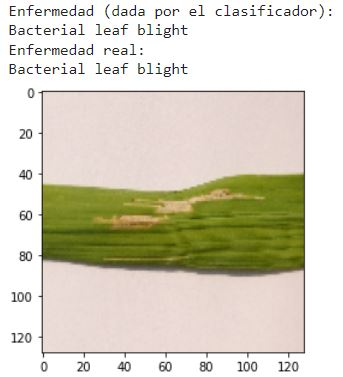 Enfermedad (dada por el clasificador):
Bacterial leaf blight
Enfermedad real:
Bacterial leaf blight
0
20
40
60
80
100
120
0 20 40 60 80 100 120